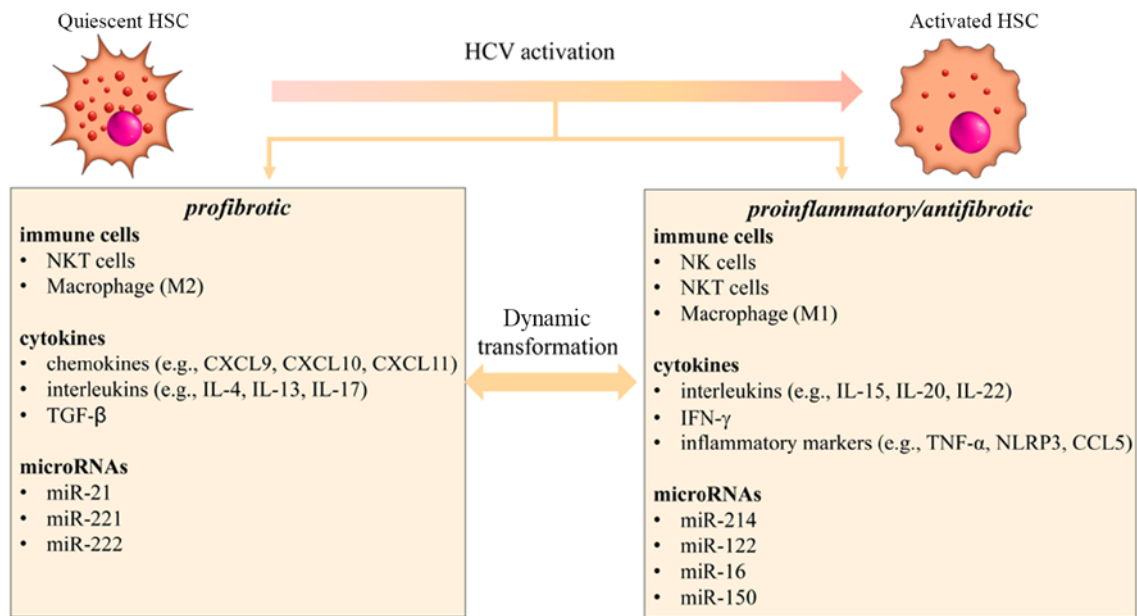 Quiescent HSC
Activated HSC
HCV activation
profibrotic
immune cells
• NKT cells
• Macrophage (M2)
cytokines
• chemokines (e.g., CXCL9, CXCL10, CXCL11)
• interleukins (e.g., IL-4, IL-13, IL-17)
• TGF-β
microRNAs
• miR-21
• miR-221
• miR-222
Dynamic
transformation
proinflammatory/antifibrotic
immune cells
• NK cells
• NKT cells
• Macrophage (M1)
cytokines
• interleukins (e.g., IL-15, IL-20, IL-22)
• IFN-γ
• inflammatory markers (e.g., TNF-α, NLRP3, CCL5)
microRNAs
• miR-214
• miR-122
• miR-16
• miR-150